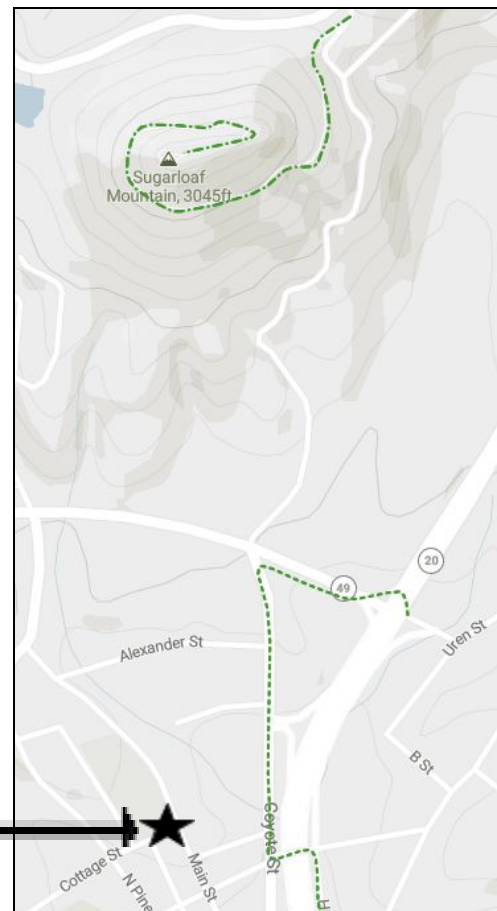 Sugarloaf
Mountain, 3045ft
20
49
Uren St
Alexander St
B St
Coyote St
Cottage St
Main St
N Pine
H